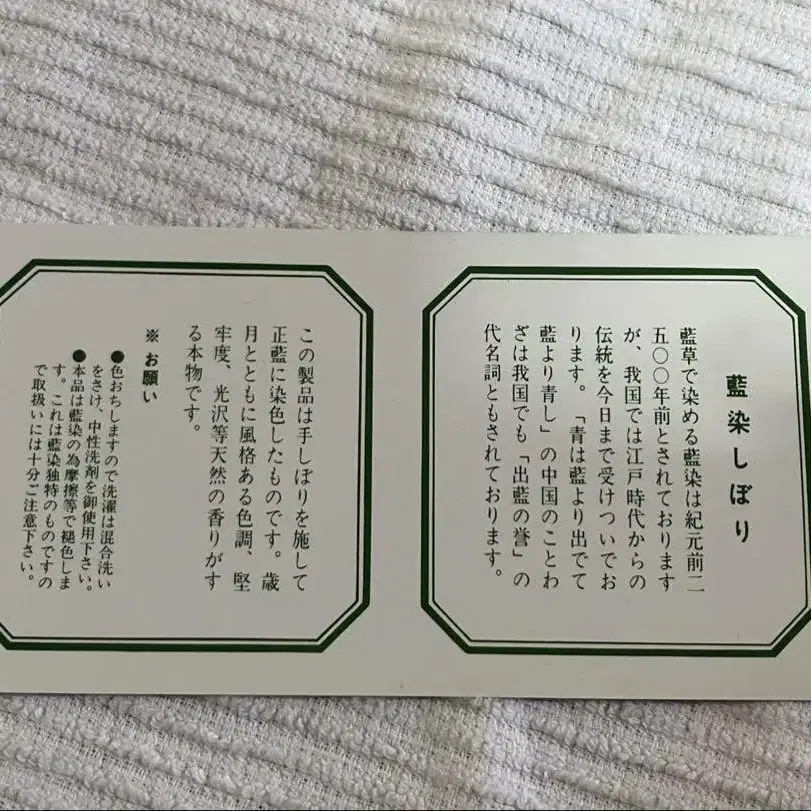 藍染しぼり
藍草で染める藍染は紀元前二
五〇〇年前とされております
が、我国では江戸時代からの
伝統を今日まで受けついでお
ります。「青は藍より出でて
藍より青し」の中国のことわ
ざは我国でも「出藍の誉」の
代名詞ともされております。
この製品は手しぼりを施して
正藍に染色したものです。歳
月とともに風格ある色調、堅
牢度、光沢等天然の香りがす
る本物です。
※お願い
●色おちしますので洗濯は混合洗い
をさけ、中性洗剤を御使用下さい。
●本品は藍染の為摩擦等で褪色しま
す。これは藍染独特のものですの
で取扱いには十分ご注意下さい。